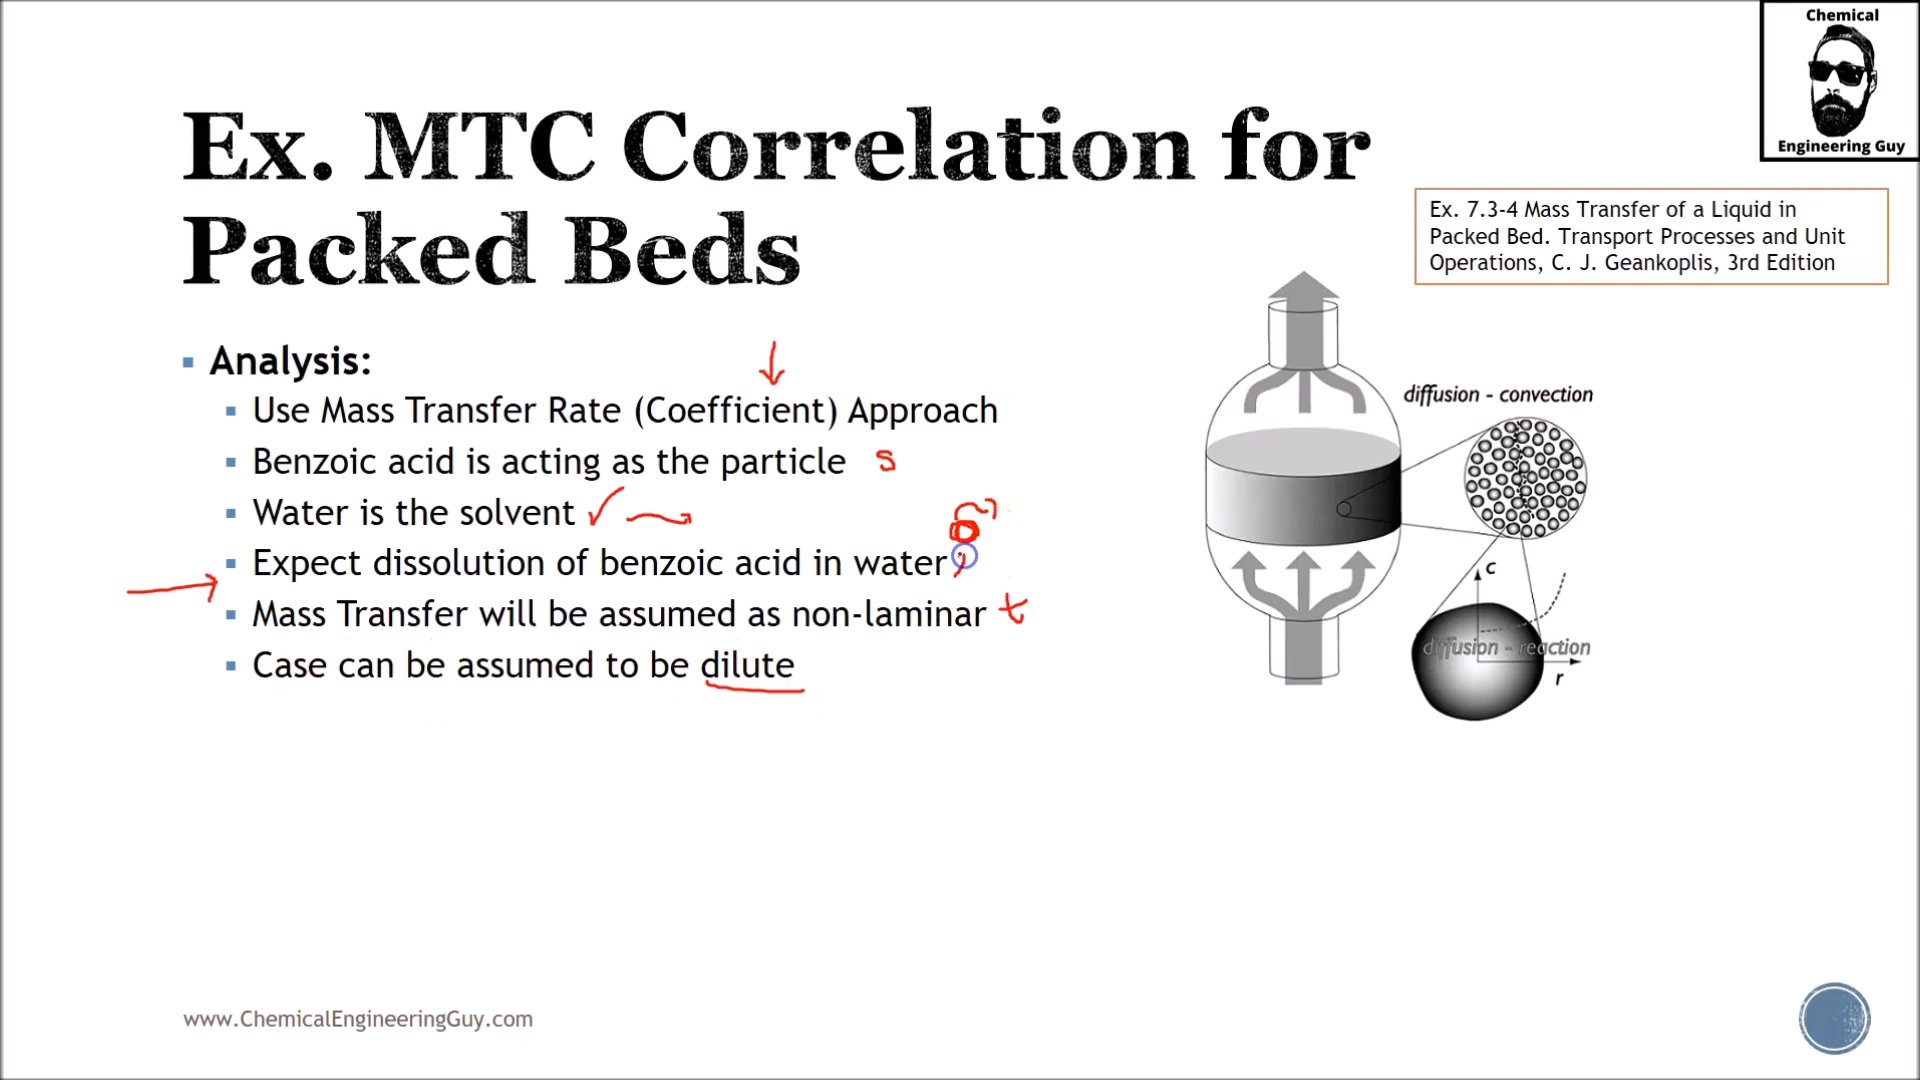 Chemical
Engineering Guy
Ex. MTC Correlation for
Packed Beds
Ex. 7.3-4 Mass Transfer of a Liquid in
Packed Bed. Transport Processes and Unit
Operations, C. J. Geankoplis, 3rd Edition
Analysis:
Use Mass Transfer Rate (Coefficient) Approach
Benzoic acid is acting as the particle s
Water is the solvent
Expect dissolution of benzoic acid in water
Mass Transfer will be assumed as non-laminar t
Case can be assumed to be dilute
diffusion - convection
c
diffusion - reaction
r
www.ChemicalEngineeringGuy.com